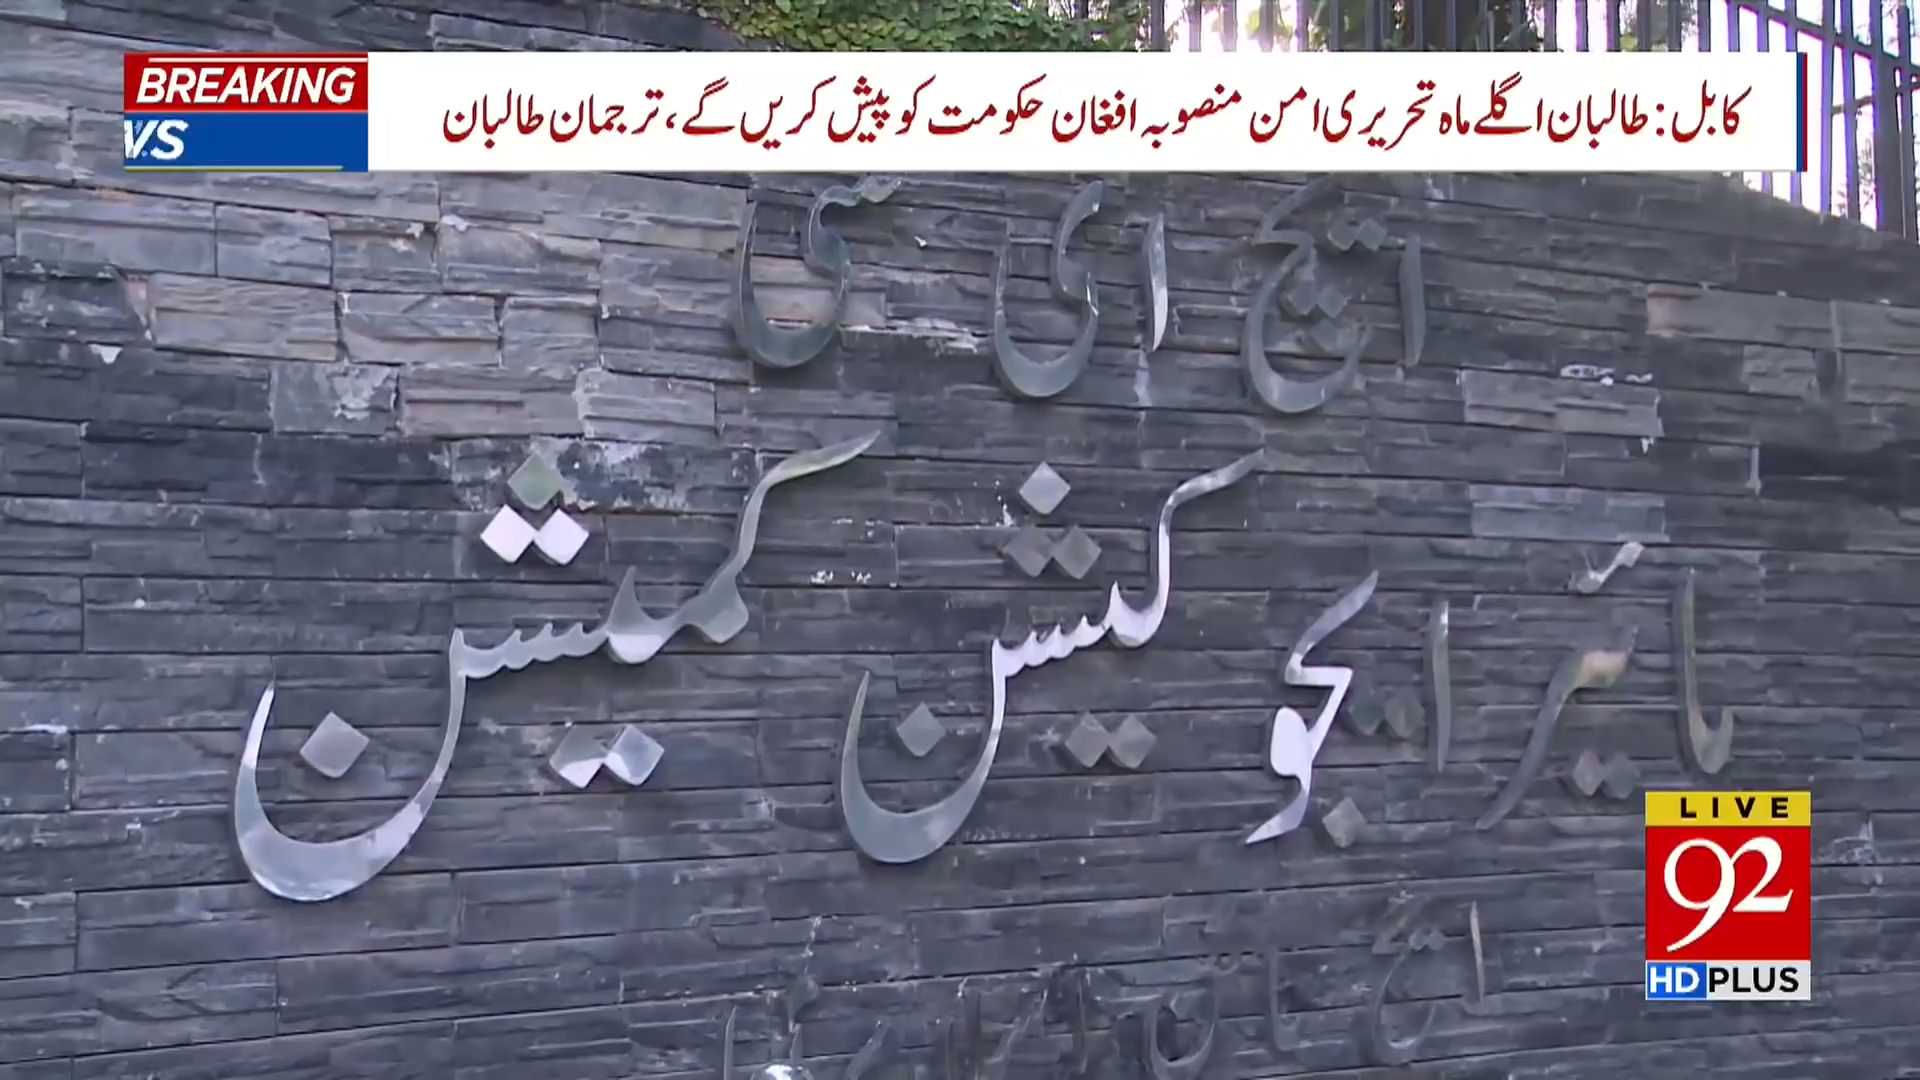 BREAKING
WS
کابل: طالبان اگلے ماہ تحریری امن منصوبہ افغان حکومت کو پیش کریں گے، ترجمان طالبان
ایچ ای سی
ہائیر ایجوکیشن کمیشن
LIVE
92
HD PLUS